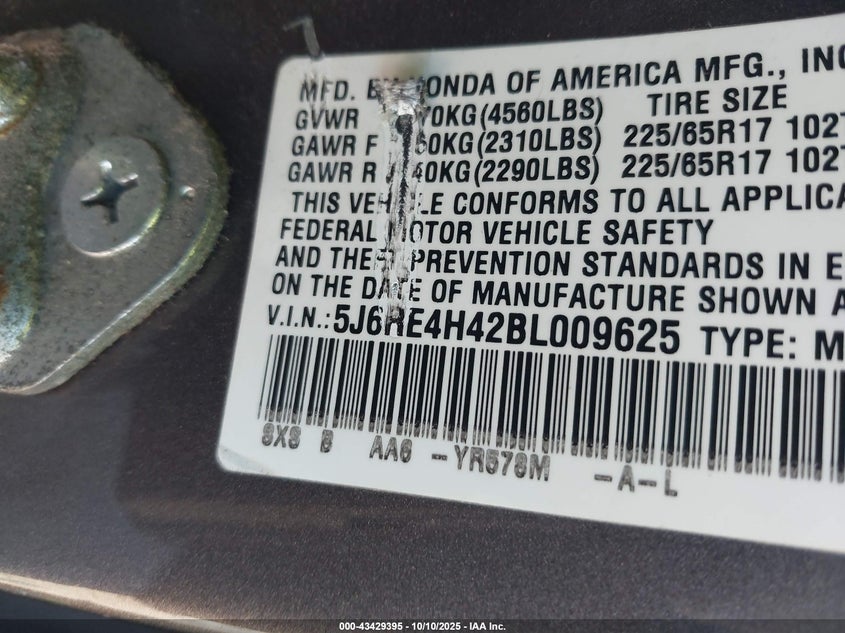 MFD. BY HONDA OF AMERICA MFG., INC
GVWR 70KG(4560LBS) TIRE SIZE
GAWR F 50KG(2310LBS) 225/65R17 102T
GAWR R 40KG(2290LBS) 225/65R17 102T
THIS VEHICLE CONFORMS TO ALL APPLICA
FEDERAL MOTOR VEHICLE SAFETY
AND THEFT PREVENTION STANDARDS IN E
ON THE DATE OF MANUFACTURE SHOWN A
V.I.N.: 5J6RE4H42BL009625 TYPE: M
SXS B AA6 -YR578M -A-L
000-43429395 - 10/10/2025 - IAA Inc.